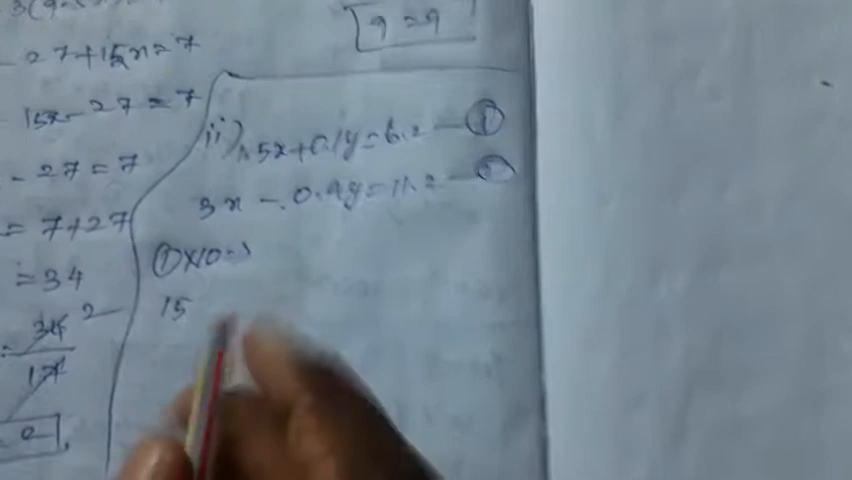 - 27+15x=7
15x-27=7
- 27=7
= 7+27
=34
= 34 2
17
9=9
ii) 1.5x+0.1y=6.2 - ①
3x-0.4y=11.2 - ②
①×10=>
15